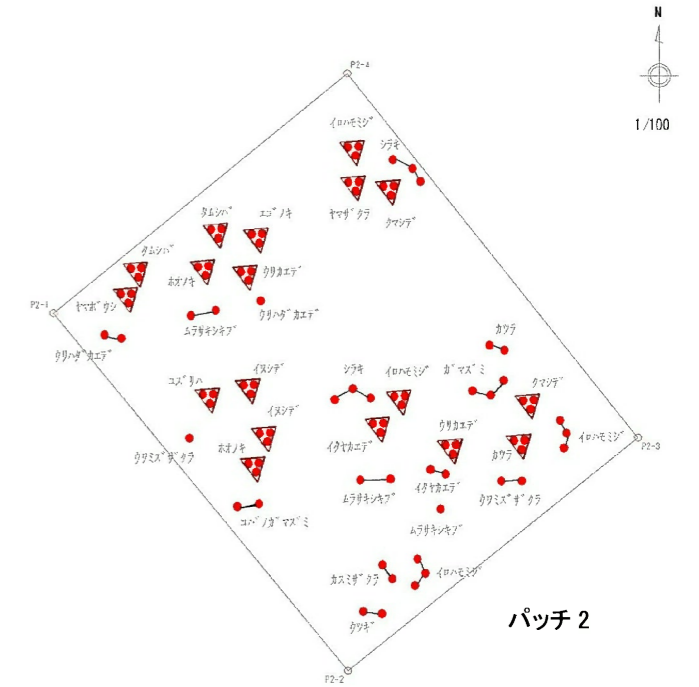 N
P2-4
1/100
イロハモミジ
シラキ
ヤマザクラ
クマシデ
タムシバ
エゴノキ
タムシバ
ホオノキ
ウリカエデ
P2-1
ヤマボウシ
ムラサキシキブ
ウリハダカエデ
カツラ
ウリハダカエデ
コナリハ
イヌシデ
シラキ
イロハモミジ
ガマズミ
クマシデ
イヌシデ
ウリカエデ
イロハモミジ
P2-3
ウワミズザクラ
ホオノキ
イタヤカエデ
カツラ
ムラサキシキブ
イタヤカエデ
ウワミズザクラ
コバノガマズミ
ムラサキシキブ
カスミザクラ
イロハモミジ
ウツギ
パッチ 2
P2-2